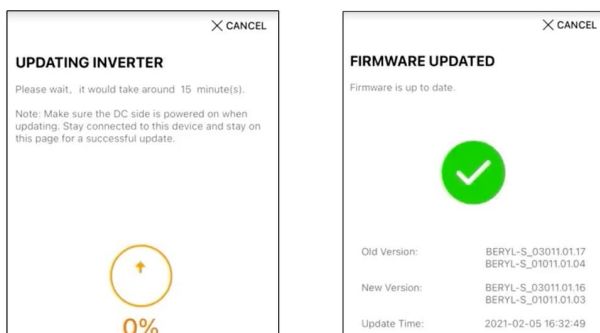 CANCEL
UPDATING INVERTER
Please wait, it would take around 15 minute(s).
Note: Make sure the DC side is powered on when
updating. Stay connected to this device and stay on
this page for a successful update.
0%
CANCEL
FIRMWARE UPDATED
Firmware is up to date.
Old Version: BERYL-S_03011.01.17
BERYL-S_01011.01.04
New Version: BERYL-S_03011.01.16
BERYL-S_01011.01.03
Update Time: 2021-02-05 16:32:49